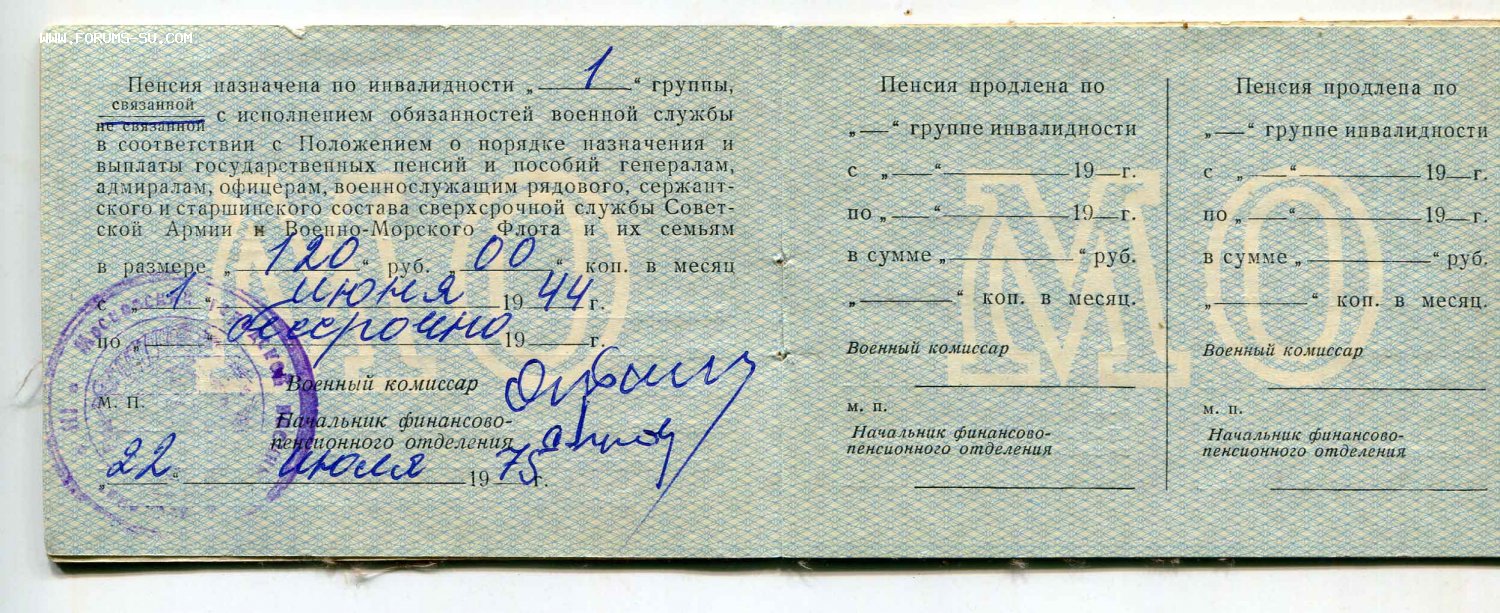 WWW.FORUMS-SU.COM
Пенсия назначена по инвалидности „ 1 “ группы,
связанной
не связанной с исполнением обязанностей военной службы
в соответствии с Положением о порядке назначения и
выплаты государственных пенсий и пособий генералам,
адмиралам, офицерам, военнослужащим рядового, сержант-
ского и старшинского состава сверхсрочной службы Совет-
ской Армии и Военно-Морского Флота и их семьям
в размере „ 120 “ руб. „ 00 “ коп. в месяц
с „ 1 “ июня 19 44 г.
по „ “ бессрочно 19 г.
Военный комиссар
М. П.
Начальник финансово-
пенсионного отделения
„ 22 “ июля 19 75 г.
МО
Пенсия продлена по
„ “ группе инвалидности
с „ “ 19 г.
по „ “ 19 г.
в сумме „ “ руб.
„ “ коп. в месяц.
Военный комиссар
м. п.
Начальник финансово-
пенсионного отделения
МО
Пенсия продлена по
„ “ группе инвалидности
с „ “ 19 г.
по „ “ 19 г.
в сумме „ “ руб.
„ “ коп. в месяц.
Военный комиссар
м. п.
Начальник финансово-
пенсионного отделения